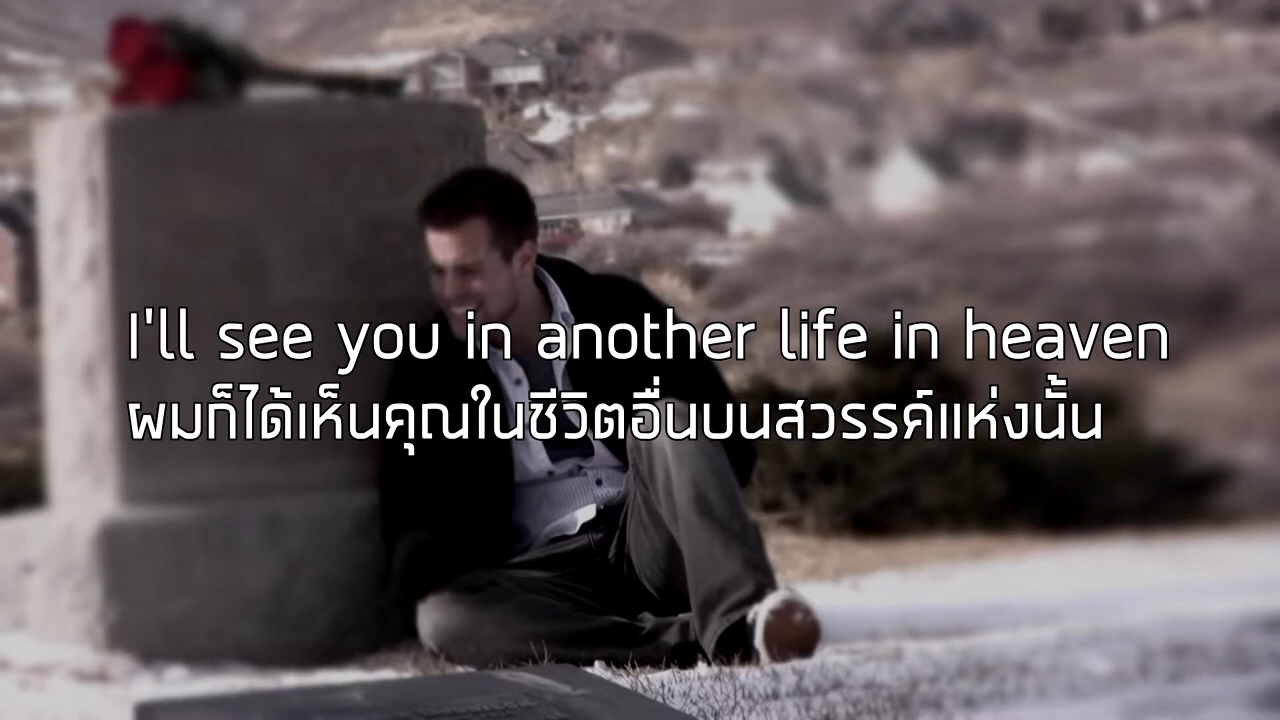 I'll see you in another life in heaven
ผมก็ได้เห็นคุณในชีวิตอื่นบนสวรรค์แห่งนั้น